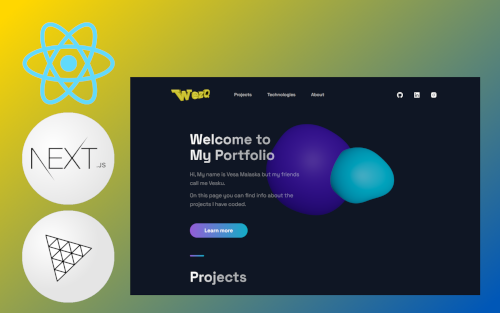 NEXT.JS
WesQ
Projects Technologies About
Welcome to
My Portfolio
Hi, My name is Vesa Malaska but my friends
call me Vesku.
On this page you can find info about the
projects I have coded.
Learn more
Projects